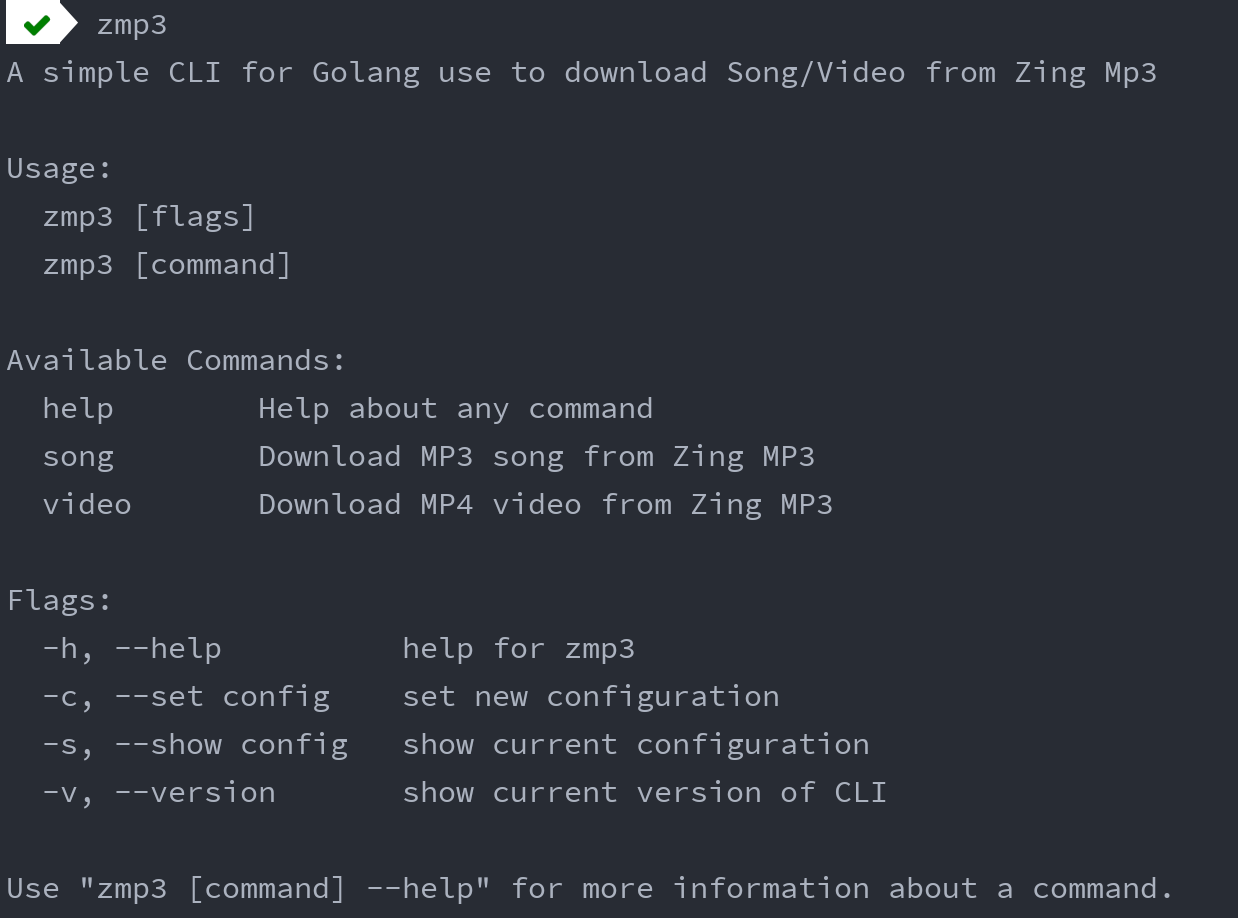 zmp3
A simple CLI for Golang use to download Song/Video from Zing Mp3
Usage:
  zmp3 [flags]
  zmp3 [command]
Available Commands:
  help        Help about any command
  song        Download MP3 song from Zing MP3
  video       Download MP4 video from Zing MP3
Flags:
  -h, --help          help for zmp3
  -c, --set config    set new configuration
  -s, --show config   show current configuration
  -v, --version       show current version of CLI
Use "zmp3 [command] --help" for more information about a command.